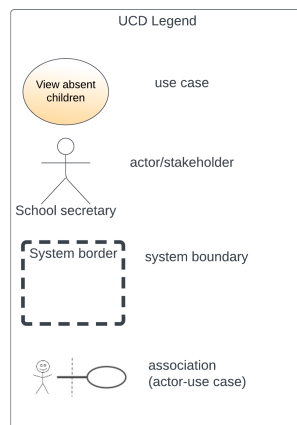 UCD Legend
View absent
children
use case
actor/stakeholder
School secretary
System border
system boundary
association
(actor-use case)